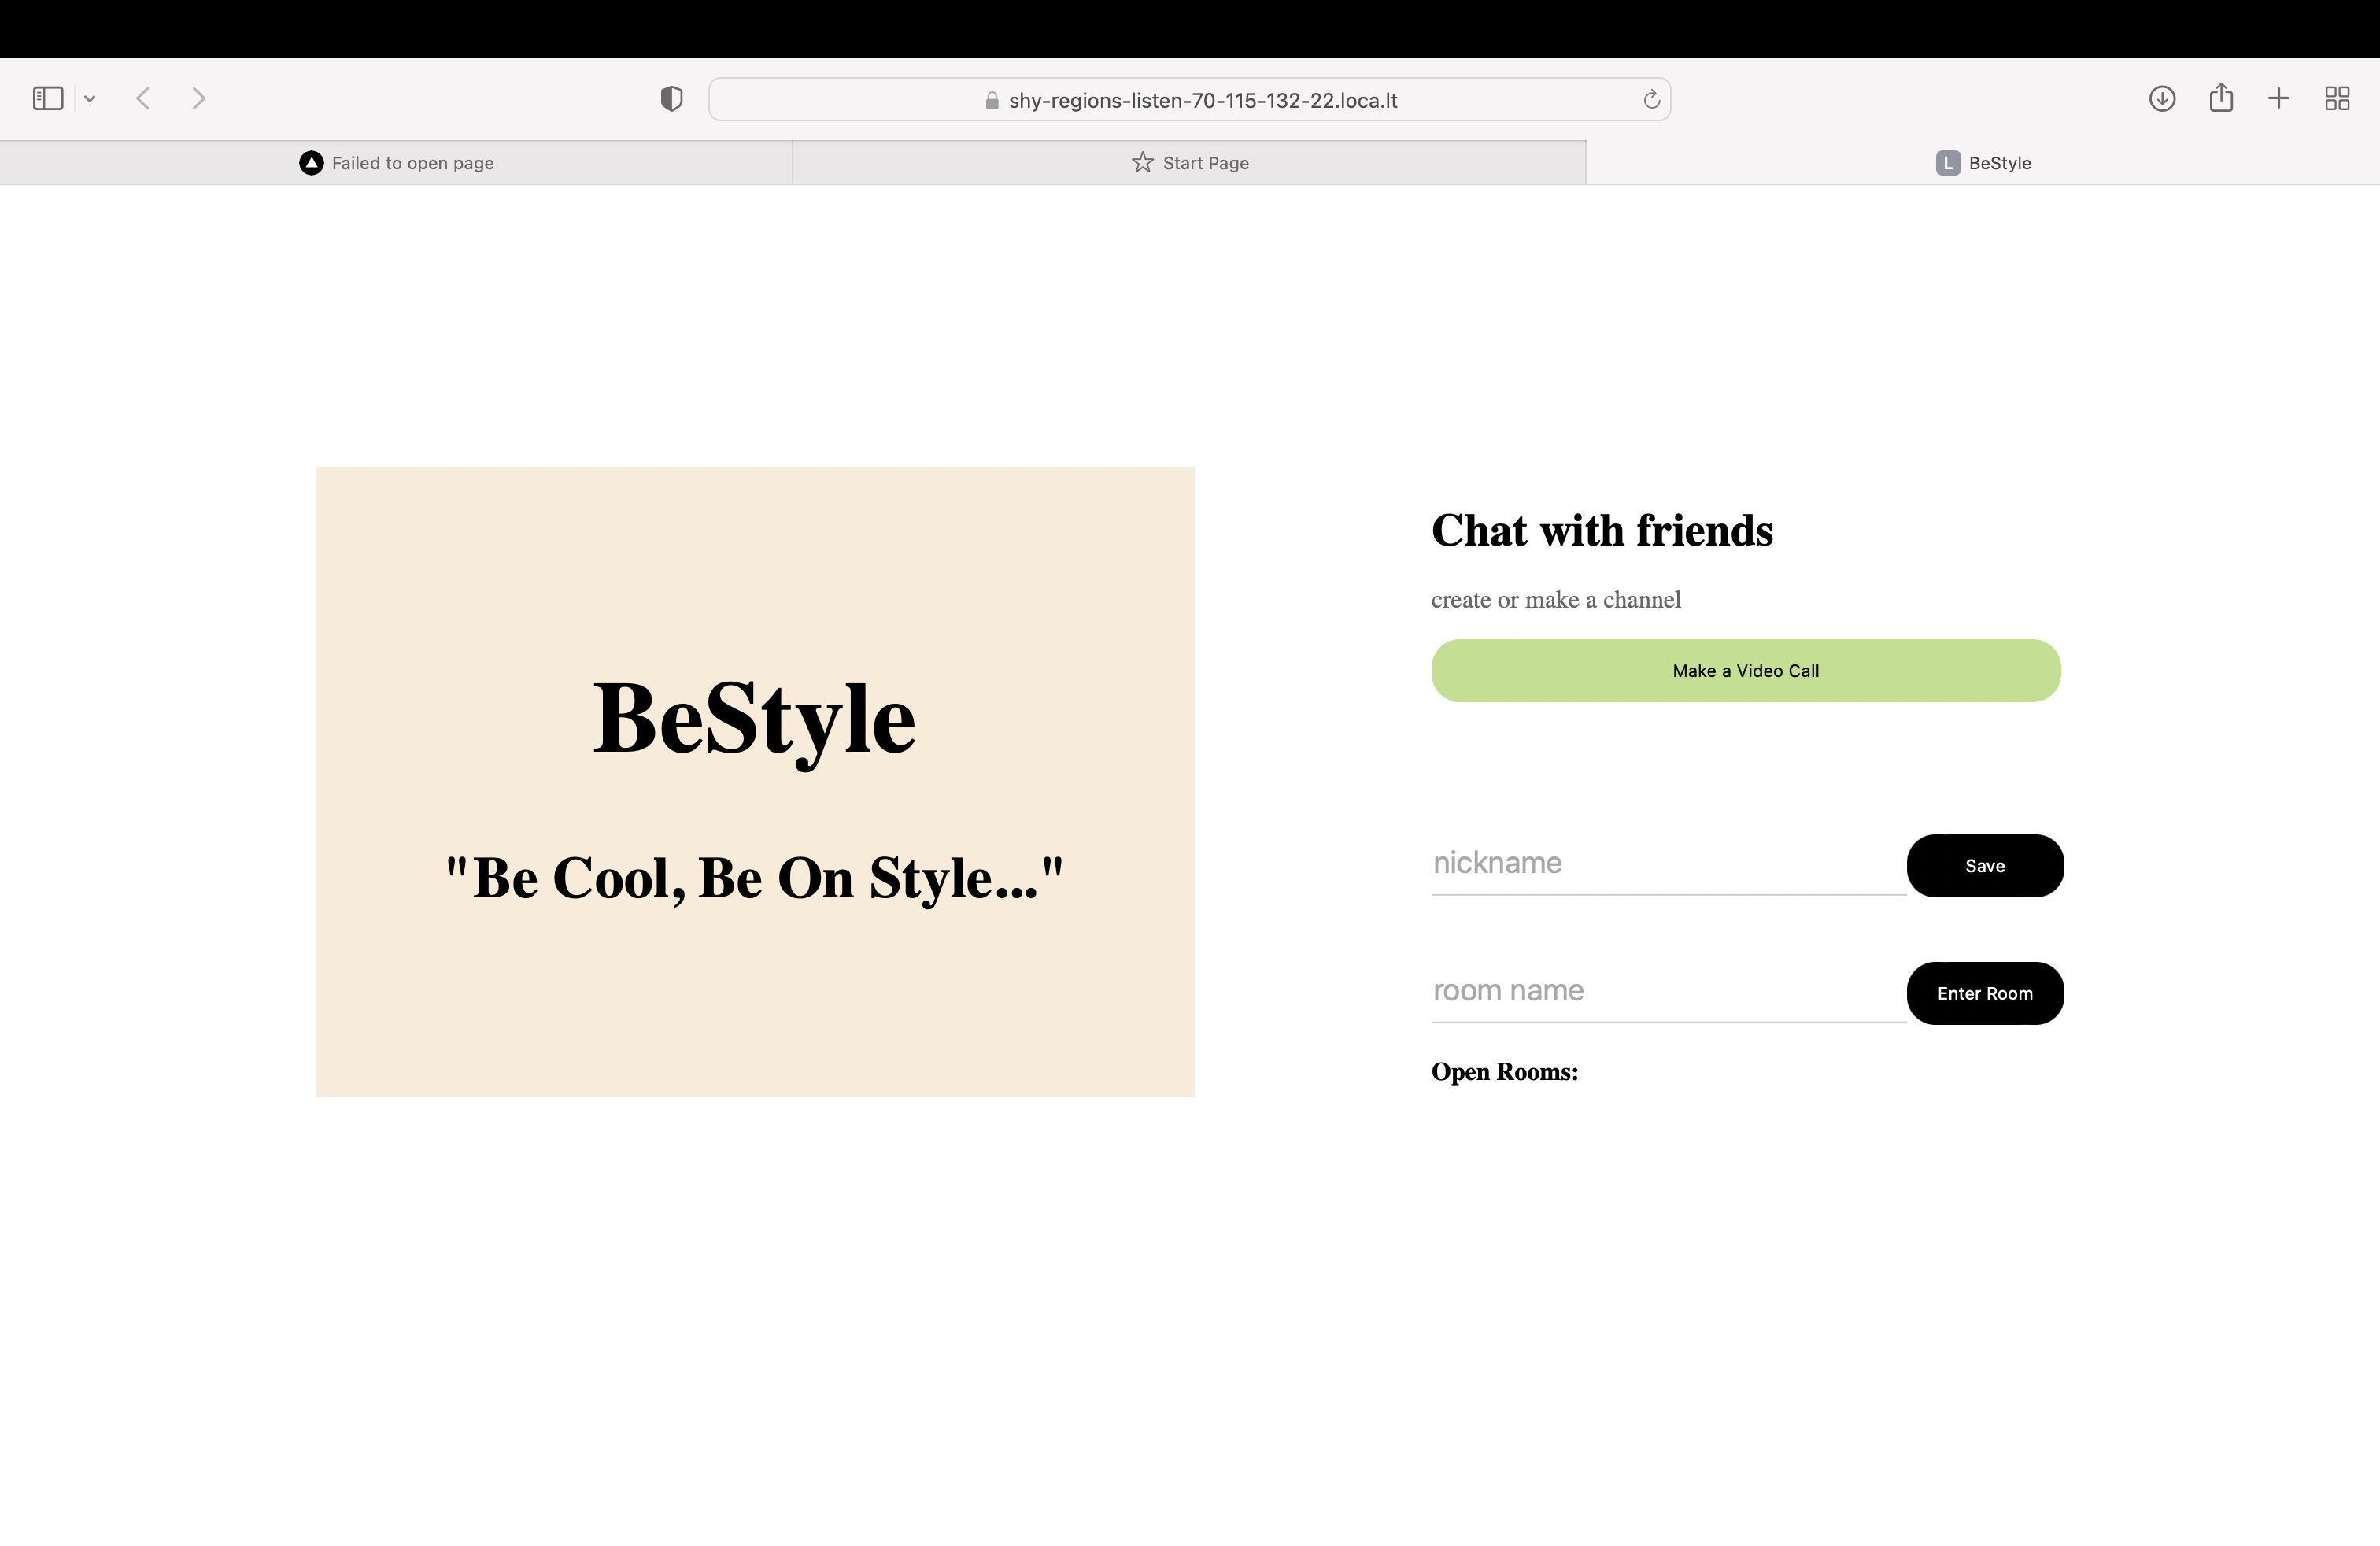 shy-regions-listen-70-115-132-22.loca.lt
Failed to open page
Start Page
L BeStyle
BeStyle
"Be Cool, Be On Style..."
Chat with friends
create or make a channel
Make a Video Call
nickname
Save
room name
Enter Room
Open Rooms: